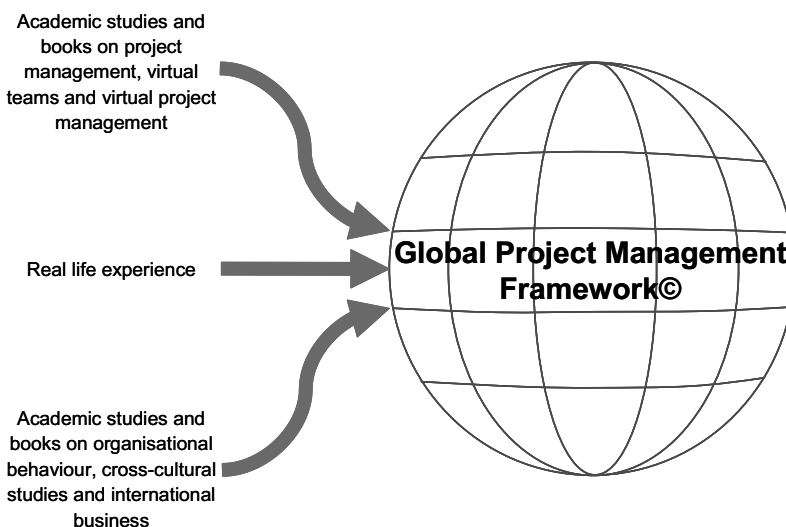 Academic studies and
books on project
management, virtual
teams and virtual project
management
Real life experience
Global Project Management
Framework©
Academic studies and
books on organisational
behaviour, cross-cultural
studies and international
business